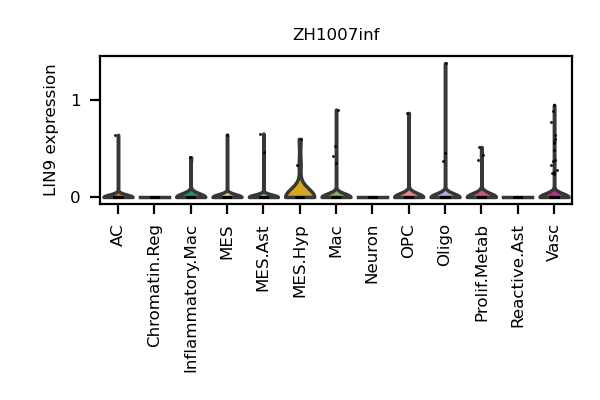 ZH1007inf
LIN9 expression
1
0
AC
Chromatin.Reg
Inflammatory.Mac
MES
MES.Ast
MES.Hyp
Mac
Neuron
OPC
Oligo
Prolif.Metab
Reactive.Ast
Vasc